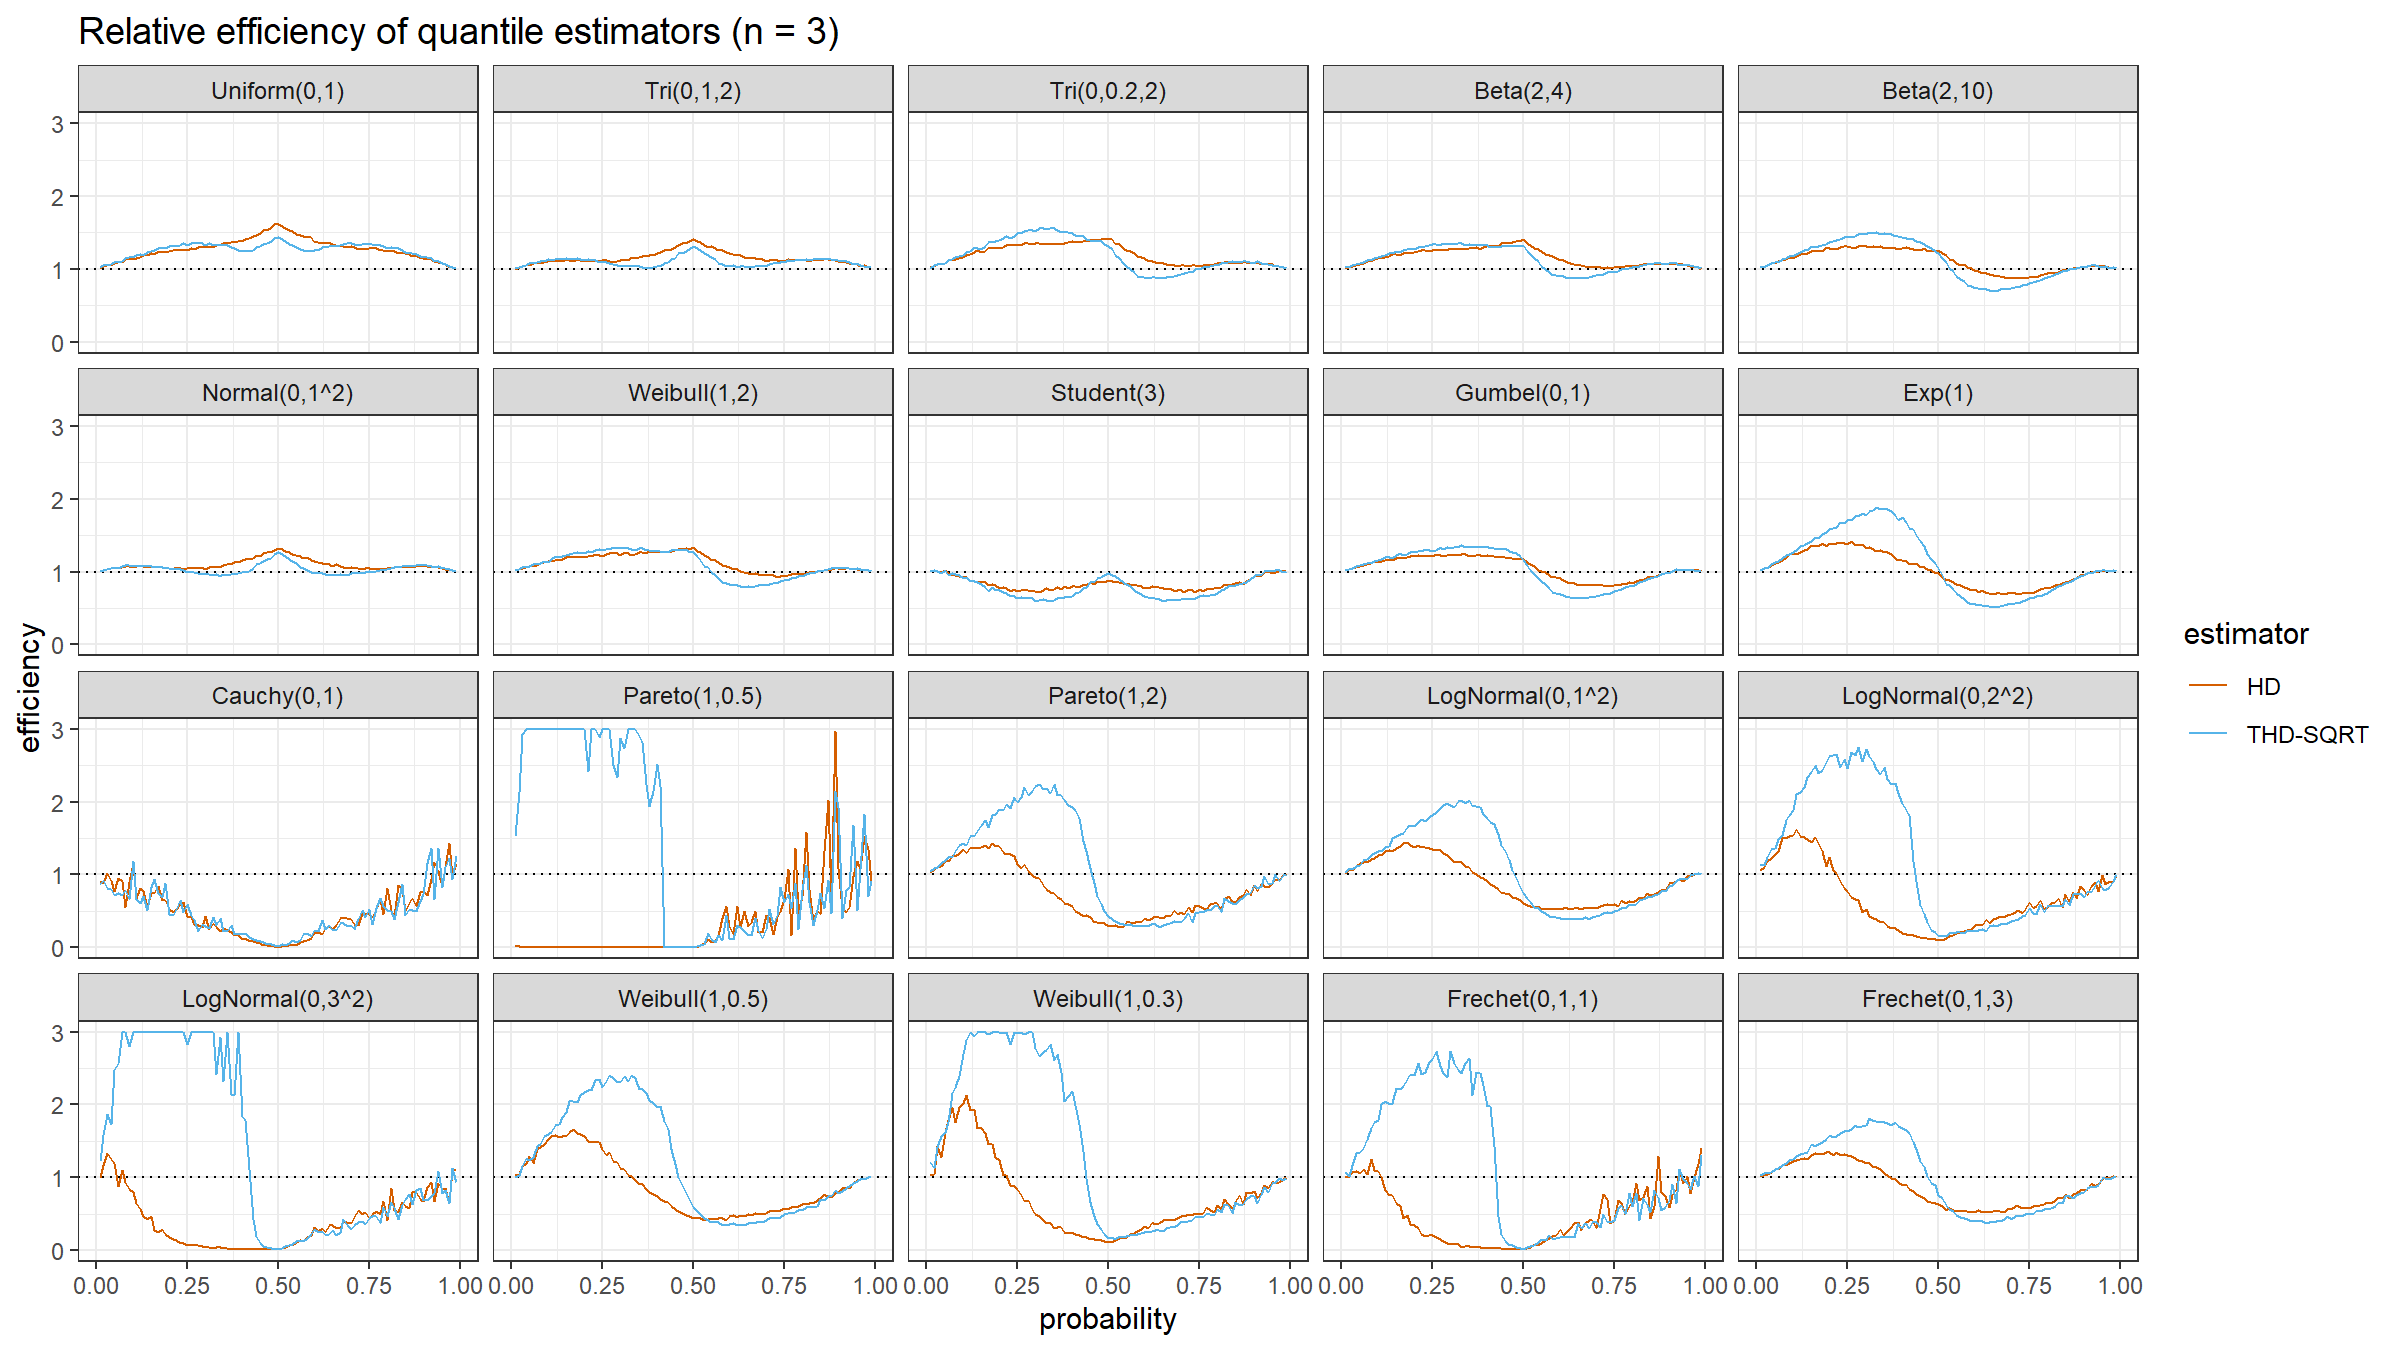 Relative efficiency of quantile estimators (n = 3)
Uniform(0,1) Tri(0,1,2) Tri(0,0.2,2) Beta(2,4) Beta(2,10)
3
2
1
0
Normal(0,1^2) Weibull(1,2) Student(3) Gumbel(0,1) Exp(1)
3
2
1
0
efficiency
estimator
HD
THD-SQRT
Cauchy(0,1) Pareto(1,0.5) Pareto(1,2) LogNormal(0,1^2) LogNormal(0,2^2)
3
2
1
0
LogNormal(0,3^2) Weibull(1,0.5) Weibull(1,0.3) Frechet(0,1,1) Frechet(0,1,3)
3
2
1
0
0.00 0.25 0.50 0.75 1.00 0.00 0.25 0.50 0.75 1.00 0.00 0.25 0.50 0.75 1.00 0.00 0.25 0.50 0.75 1.00 0.00 0.25 0.50 0.75 1.00
probability